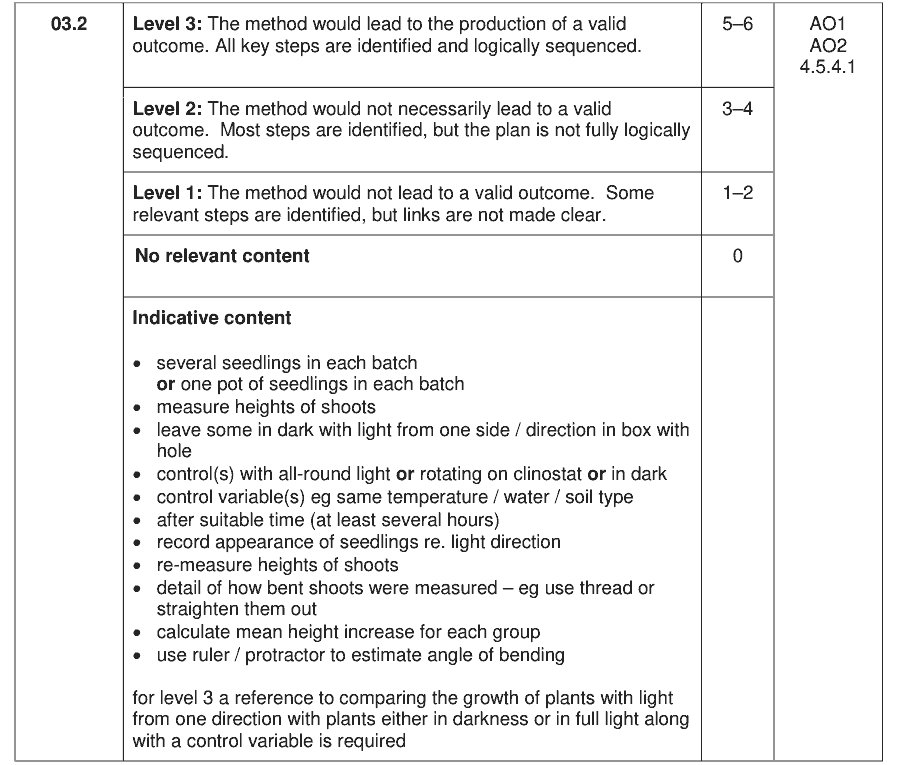 03.2
Level 3: The method would lead to the production of a valid
outcome. All key steps are identified and logically sequenced.
5–6
AO1
AO2
4.5.4.1
Level 2: The method would not necessarily lead to a valid
outcome.  Most steps are identified, but the plan is not fully logically
sequenced.
3–4
Level 1: The method would not lead to a valid outcome.  Some
relevant steps are identified, but links are not made clear.
1–2
No relevant content
0
Indicative content
• several seedlings in each batch
or one pot of seedlings in each batch
• measure heights of shoots
• leave some in dark with light from one side / direction in box with
hole
• control(s) with all-round light or rotating on clinostat or in dark
• control variable(s) eg same temperature / water / soil type
• after suitable time (at least several hours)
• record appearance of seedlings re. light direction
• re-measure heights of shoots
• detail of how bent shoots were measured – eg use thread or
straighten them out
• calculate mean height increase for each group
• use ruler / protractor to estimate angle of bending
for level 3 a reference to comparing the growth of plants with light
from one direction with plants either in darkness or in full light along
with a control variable is required